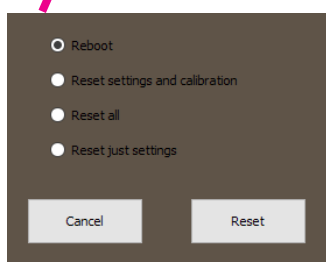 Reboot
Reset settings and calibration
Reset all
Reset just settings
Cancel Reset